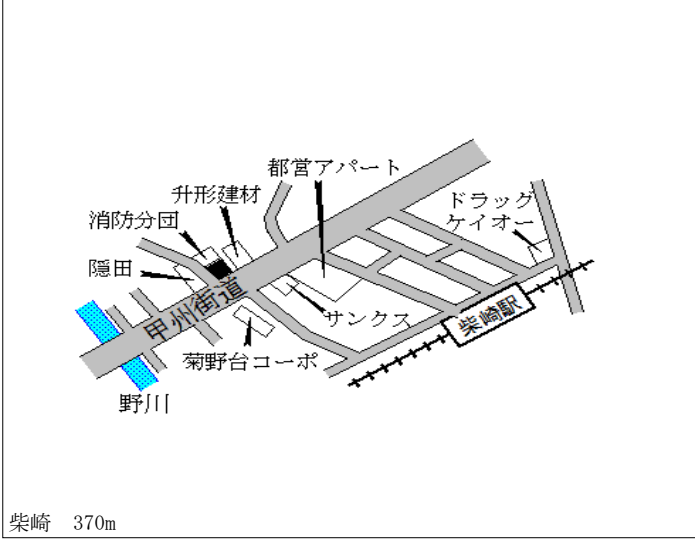 都営アパート
升形建材
ドラッグ
ケイオー
消防分団
隠田
甲州街道
サンクス
柴崎駅
菊野台コーポ
野川
柴崎　370m